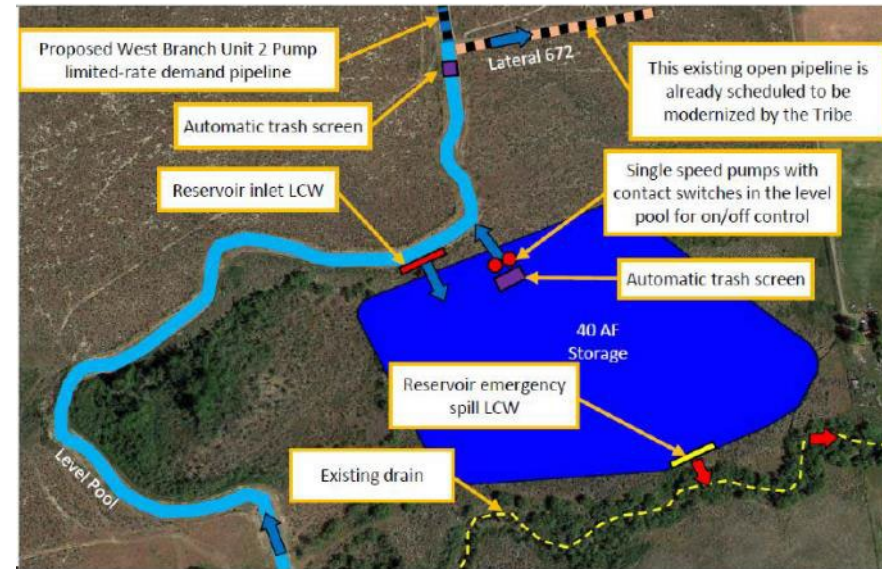 Proposed West Branch Unit 2 Pump
limited-rate demand pipeline
Lateral 672
This existing open pipeline is
already scheduled to be
modernized by the Tribe
Automatic trash screen
Reservoir inlet LCW
Single speed pumps with
contact switches in the level
pool for on/off control
Automatic trash screen
40 AF
Storage
Reservoir emergency
spill LCW
Existing drain
Level Pool